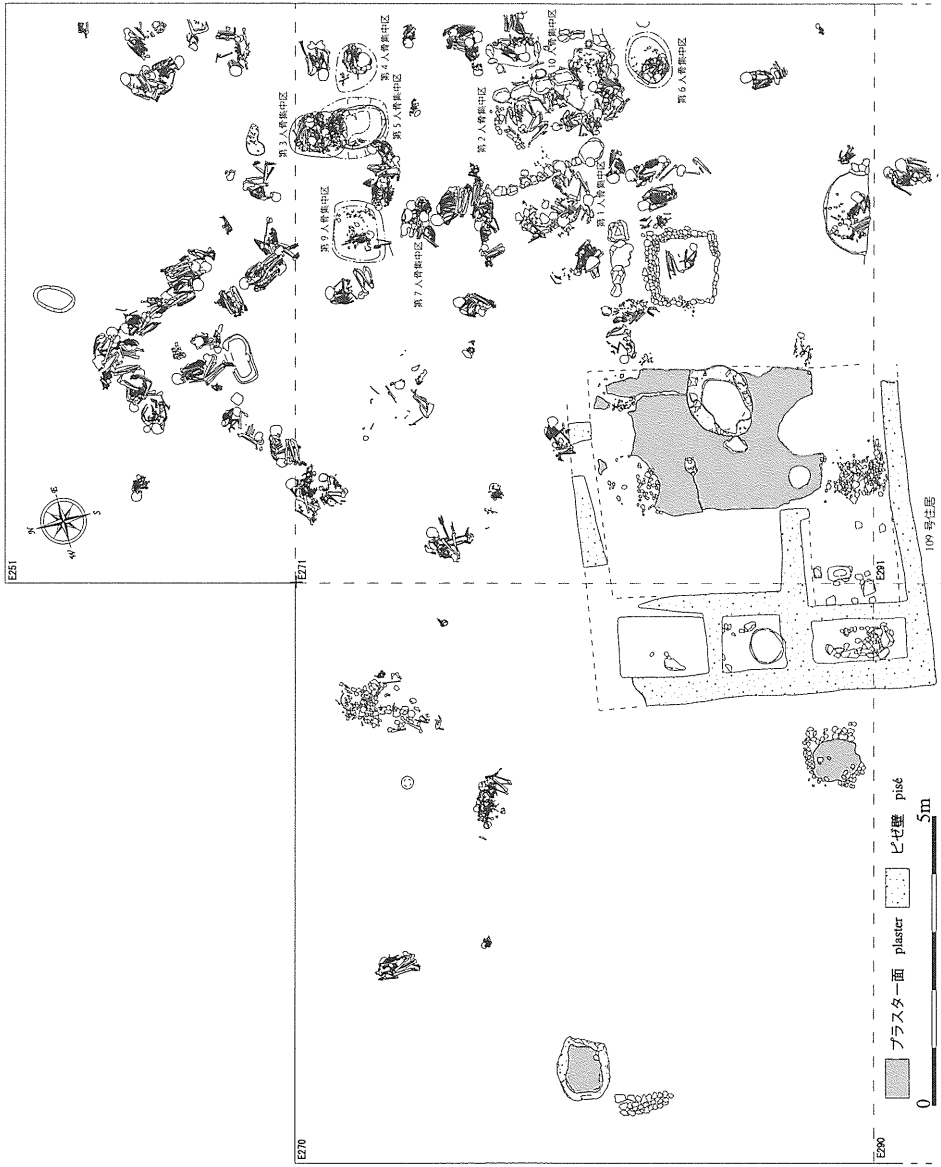 E251
N
E
S
W
E271
第3人骨集中区
第4人骨集中区
第5人骨集中区
第9人骨集中区
第7人骨集中区
第2人骨集中区
10人骨集中区
第6人骨集中区
第1人骨集中区
E270
E291
109号住居
E290
プラスター面 plaster
ピゼ壁 pisé
0
5m